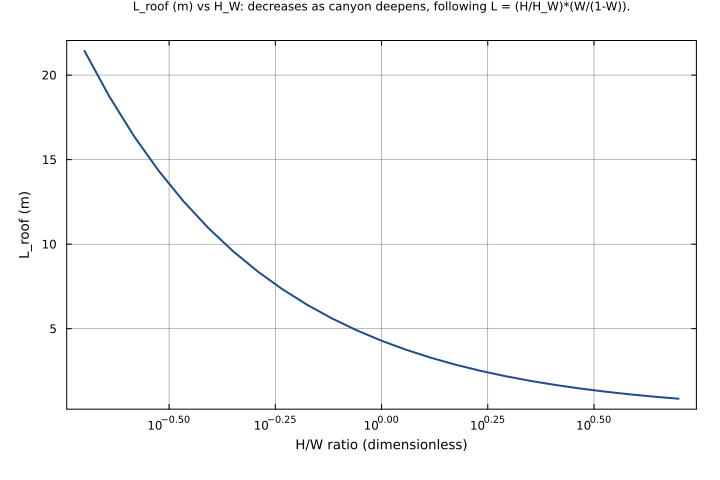 L_roof (m) vs H_W: decreases as canyon deepens, following L = (H/H_W)*(W/(1-W)).
20
15
10
5
L_roof (m)
10^−0.50 10^−0.25 10^0.00 10^0.25 10^0.50
H/W ratio (dimensionless)